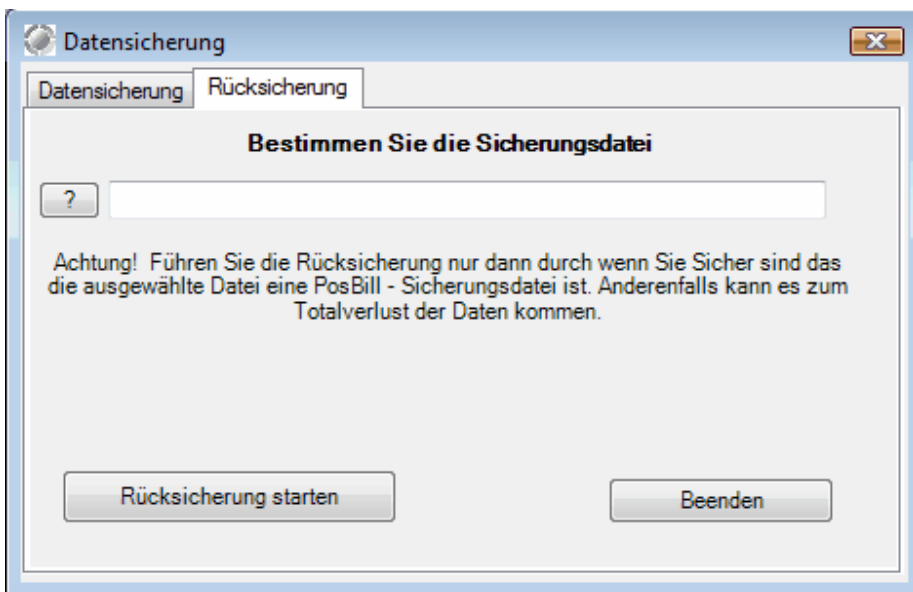 Datensicherung
Datensicherung Rücksicherung
Bestimmen Sie die Sicherungsdatei
?
Achtung! Führen Sie die Rücksicherung nur dann durch wenn Sie Sicher sind das
die ausgewählte Datei eine PosBill - Sicherungsdatei ist. Anderenfalls kann es zum
Totalverlust der Daten kommen.
Rücksicherung starten Beenden